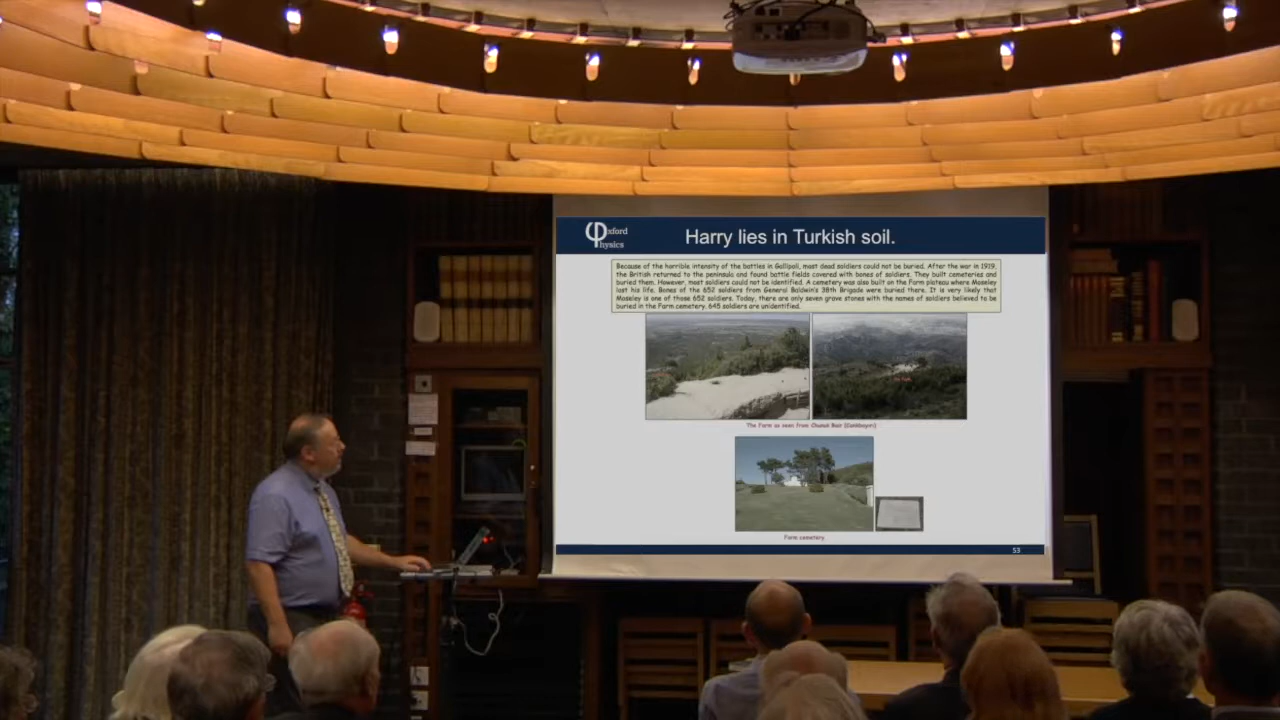 Oxford
Physics
Harry lies in Turkish soil.
Because of the horrible intensity of the battles in Gallipoli, most dead soldiers could not be buried. After the war in 1919,
the British returned to the peninsula and found battle fields covered with bones of soldiers. They built cemeteries and
buried them. However, most soldiers could not be identified. A cemetery was also built on the Farm plateau where Moseley
lost his life. Bones of the 652 soldiers from General Baldwin's 38th Brigade were buried there. It is very likely that
Moseley is one of those 652 soldiers. Today, there are only seven grave stones with the names of soldiers believed to be
buried in the Farm cemetery. 645 soldiers are unidentified.
The Farm as seen from Chunuk Bair (Conkbayırı)
Farm cemetery
53